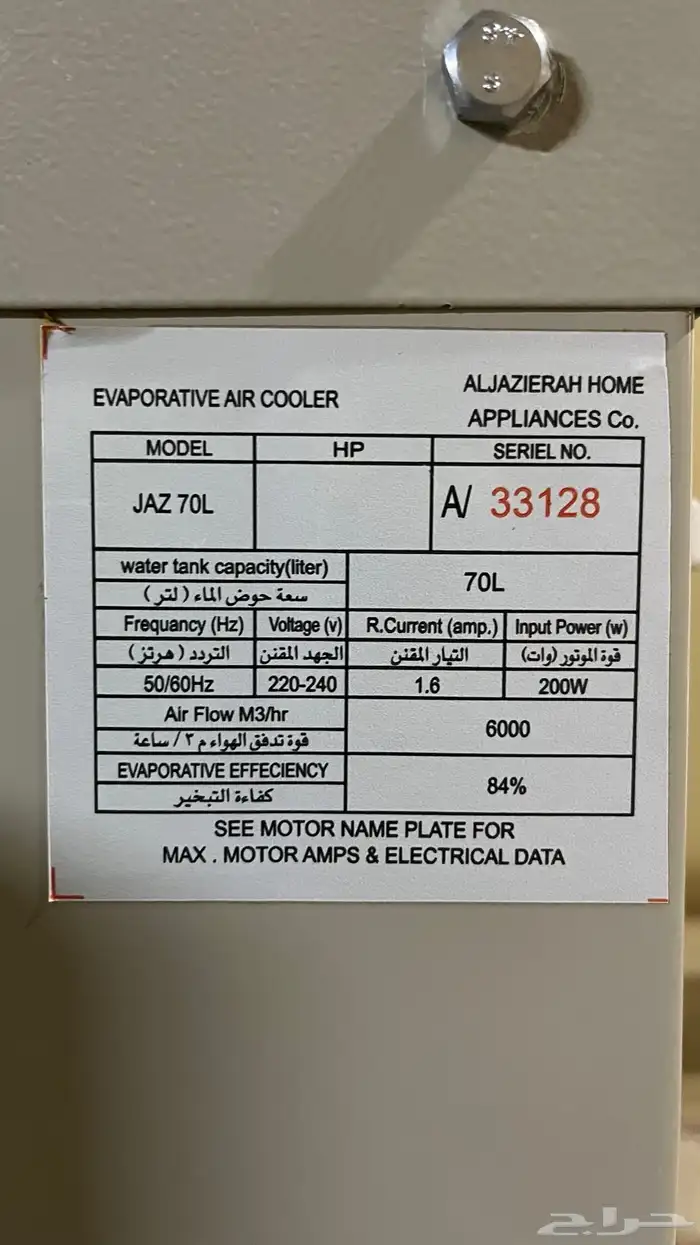 EVAPORATIVE AIR COOLER
ALJAZIERAH HOME
APPLIANCES Co.
MODEL HP SERIEL NO.
JAZ 70L A/ 33128
water tank capacity(liter) 70L
سعة حوض الماء ( لتر )
Frequancy (Hz) Voltage (v) R.Current (amp.) Input Power (w)
التردد ( هرتز ) الجهد المقنن التيار المقنن قوة الموتور (وات)
50/60Hz 220-240 1.6 200W
Air Flow M3/hr 6000
قوة تدفق الهواء م ٣ / ساعة
EVAPORATIVE EFFECIENCY 84%
كفاءة التبخير
SEE MOTOR NAME PLATE FOR
MAX . MOTOR AMPS & ELECTRICAL DATA
حراج